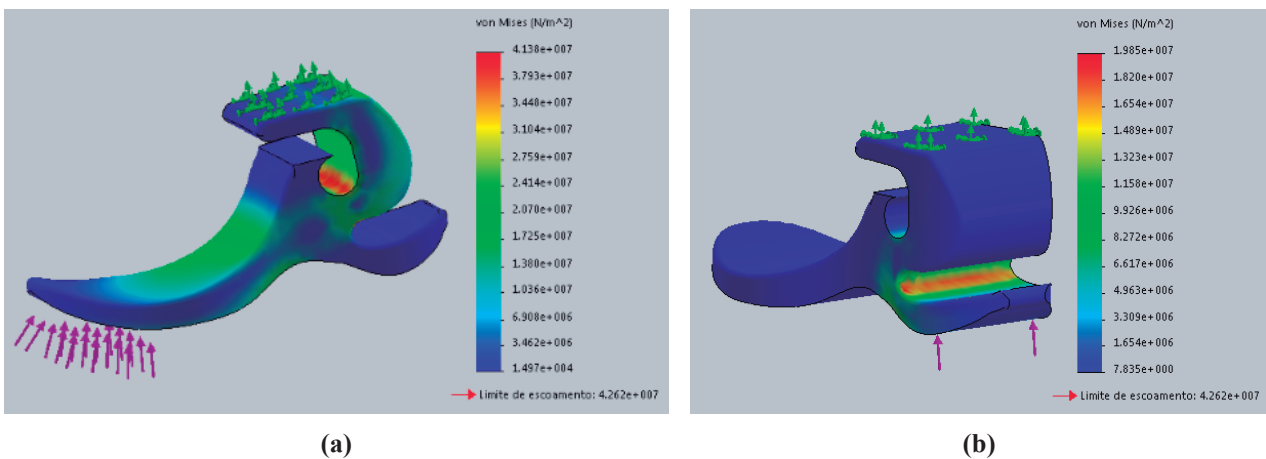 von Mises (N/m^2)
4.138e+007
3.793e+007
3.448e+007
3.104e+007
2.759e+007
2.414e+007
2.070e+007
1.725e+007
1.380e+007
1.035e+007
6.908e+006
3.462e+006
1.497e+004
Limite de escoamento: 4.262e+007
von Mises (N/m^2)
1.985e+007
1.820e+007
1.654e+007
1.489e+007
1.323e+007
1.158e+007
9.926e+006
8.272e+006
6.617e+006
4.963e+006
3.309e+006
1.654e+006
7.835e+000
Limite de escoamento: 4.262e+007
(a)
(b)